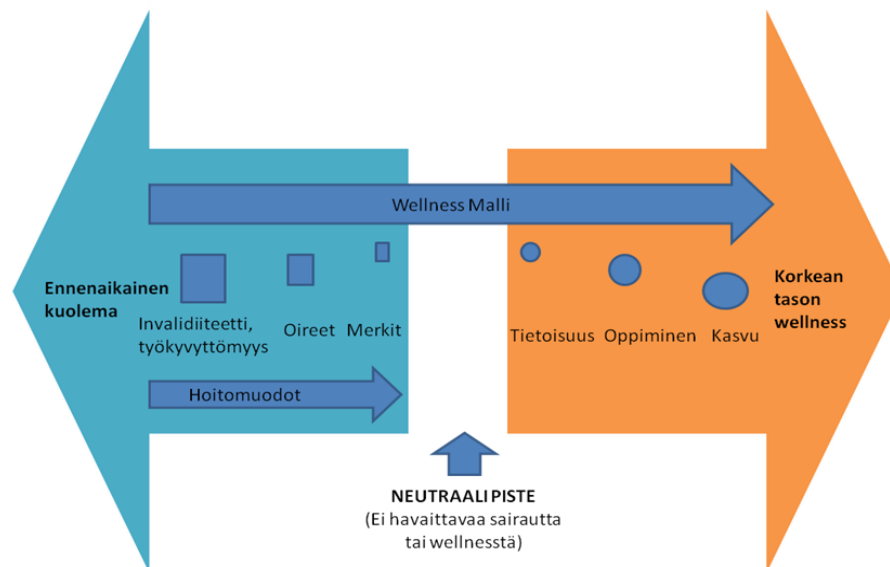 Wellness Malli
Ennenaikainen
kuolema
Invalidiiteetti,
työkyvyttömyys
Oireet
Merkit
Tietoisuus
Oppiminen
Kasvu
Korkean
tason
wellness
Hoitomuodot
NEUTRAALI PISTE
(Ei havaittavaa sairautta
tai wellnesstä)